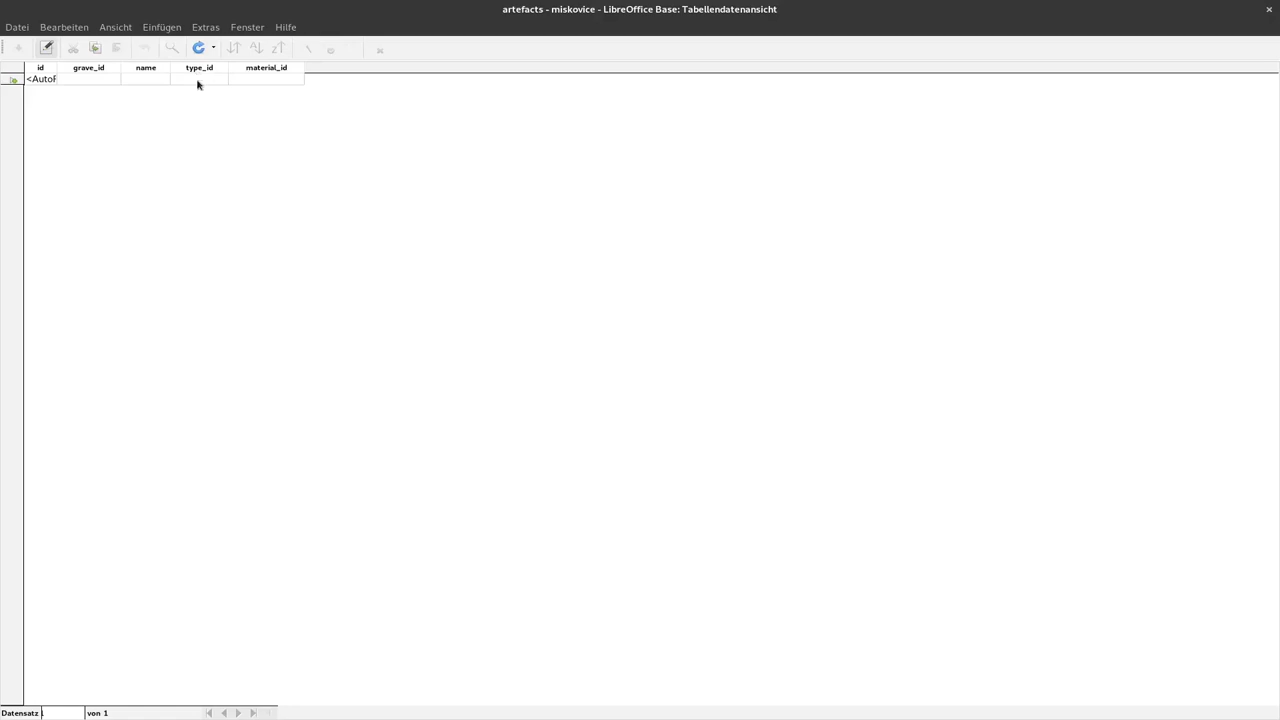 artefacts - miskovice - LibreOffice Base: Tabellendatenansicht
Datei Bearbeiten Ansicht Einfügen Extras Fenster Hilfe
id grave_id name type_id material_id
<AutoF
Datensatz 1 von 1